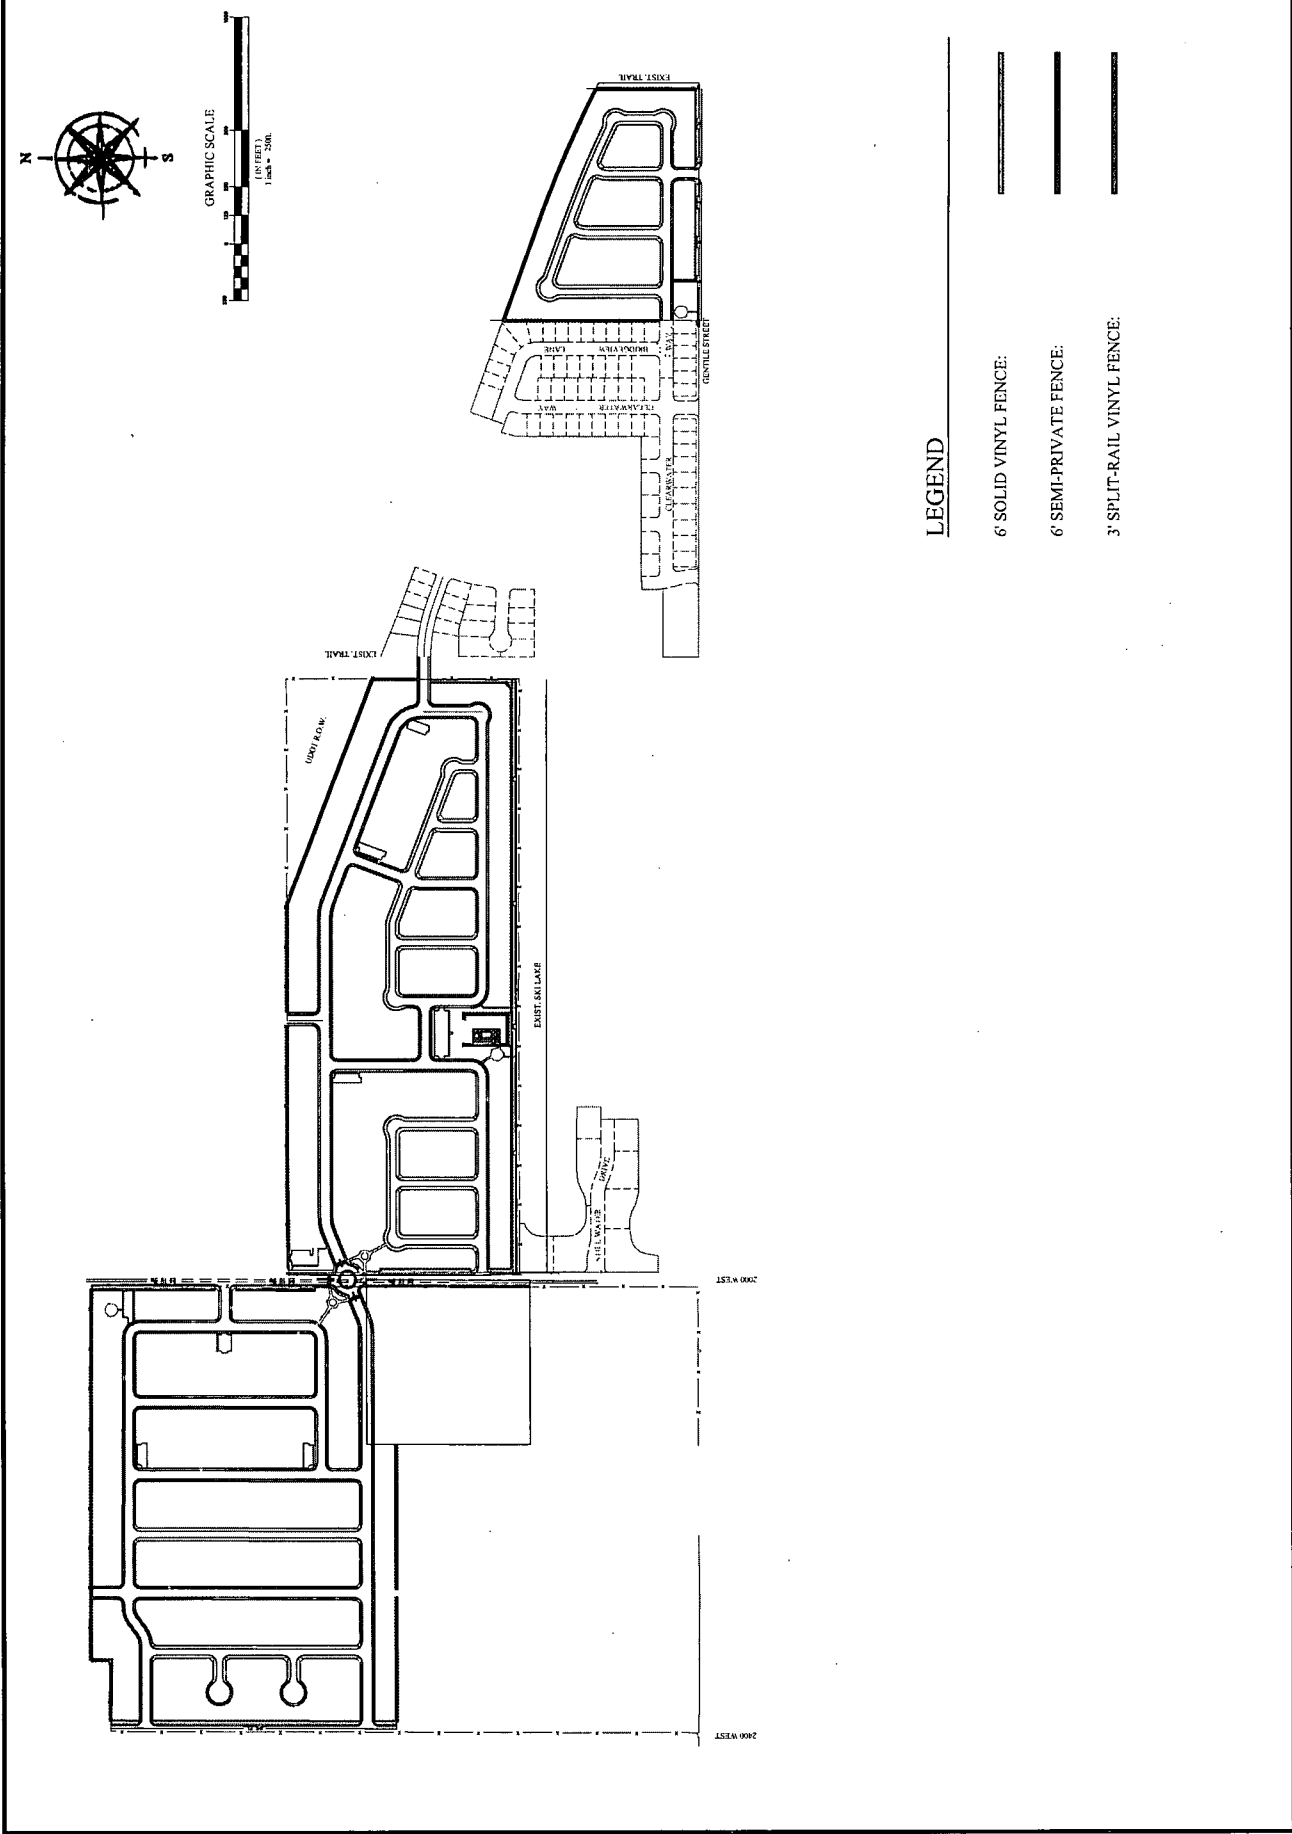 N
S
GRAPHIC SCALE
( IN FEET )
1 inch = 250ft.
EXIST. TRAIL
BRIDGEVIEW LANE
CLEARWATER WAY
WAY
CLEARWATER
GENTILE STREET
EXIST. TRAIL
UDOT R.O.W.
EXIST. SKI LAKE
STILL WATER DRIVE
2000 WEST
2400 WEST
LEGEND
6' SOLID VINYL FENCE:
6' SEMI-PRIVATE FENCE:
3' SPLIT-RAIL VINYL FENCE: